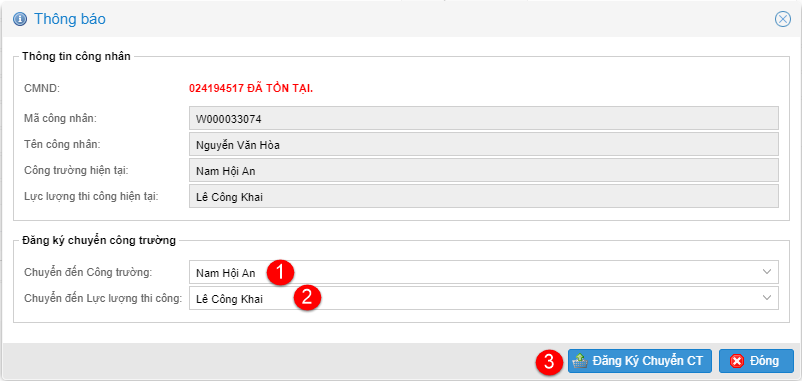 Thông báo
Thông tin công nhân
CMND: 024194517 ĐÃ TỒN TẠI.
Mã công nhân: W000033074
Tên công nhân: Nguyễn Văn Hòa
Công trường hiện tại: Nam Hội An
Lực lượng thi công hiện tại: Lê Công Khai
Đăng ký chuyển công trường
Chuyển đến Công trường: Nam Hội An 1
Chuyển đến Lực lượng thi công: Lê Công Khai 2
3 Đăng Ký Chuyển CT Đóng